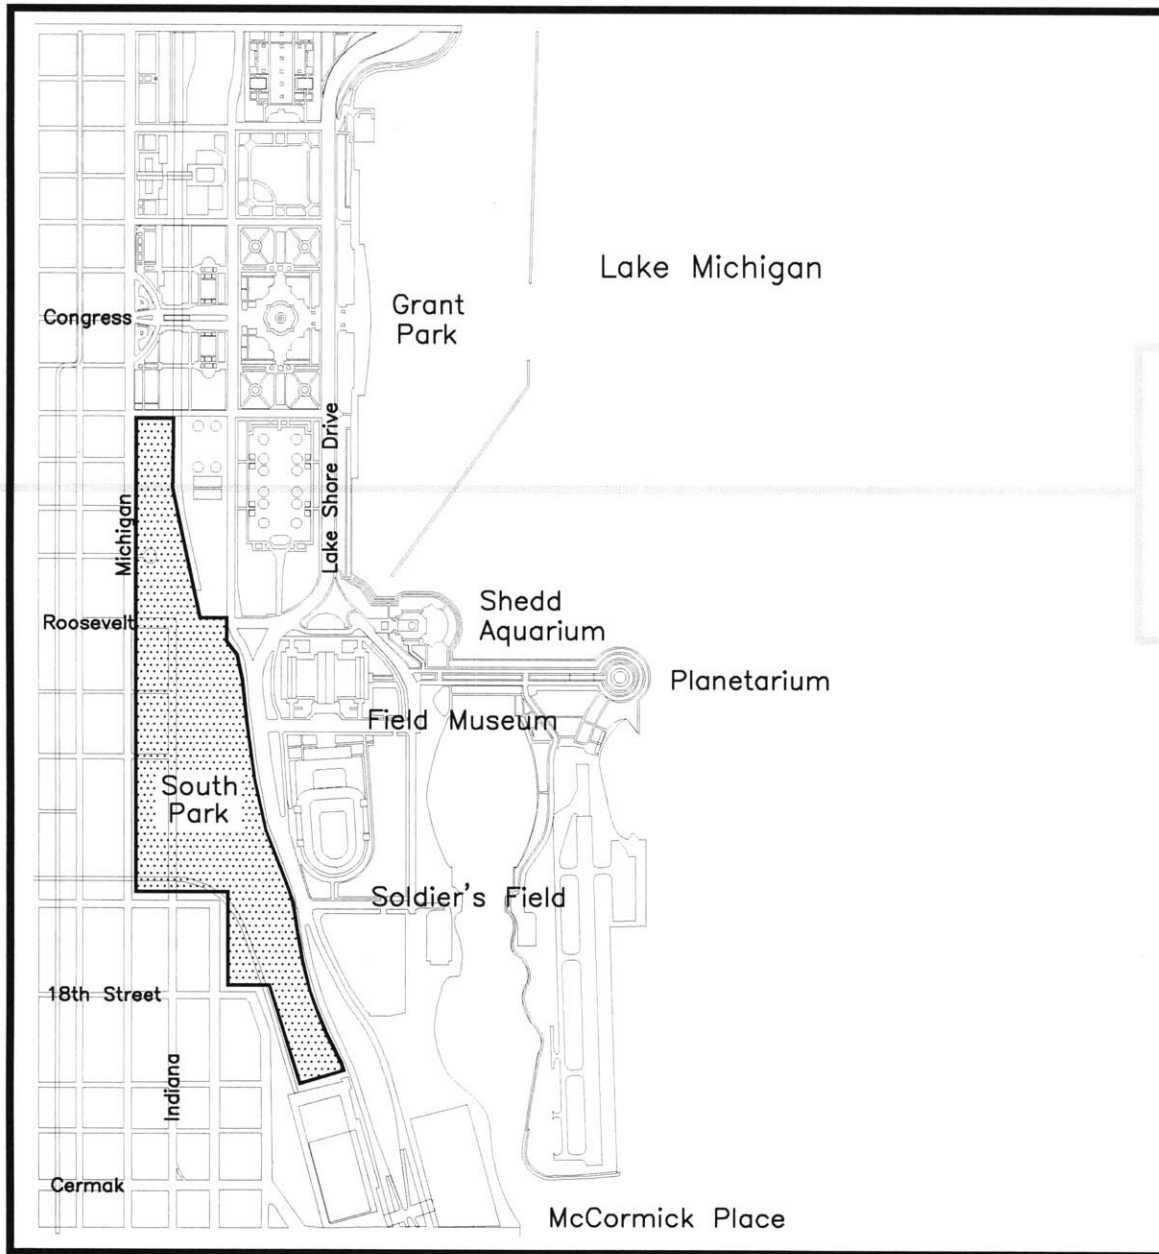 Lake Michigan
Grant
Park
Congress
Lake Shore Drive
Michigan
Shedd
Aquarium
Roosevelt
Planetarium
Field Museum
South
Park
Soldier's Field
18th Street
Indiana
Cermak
McCormick Place